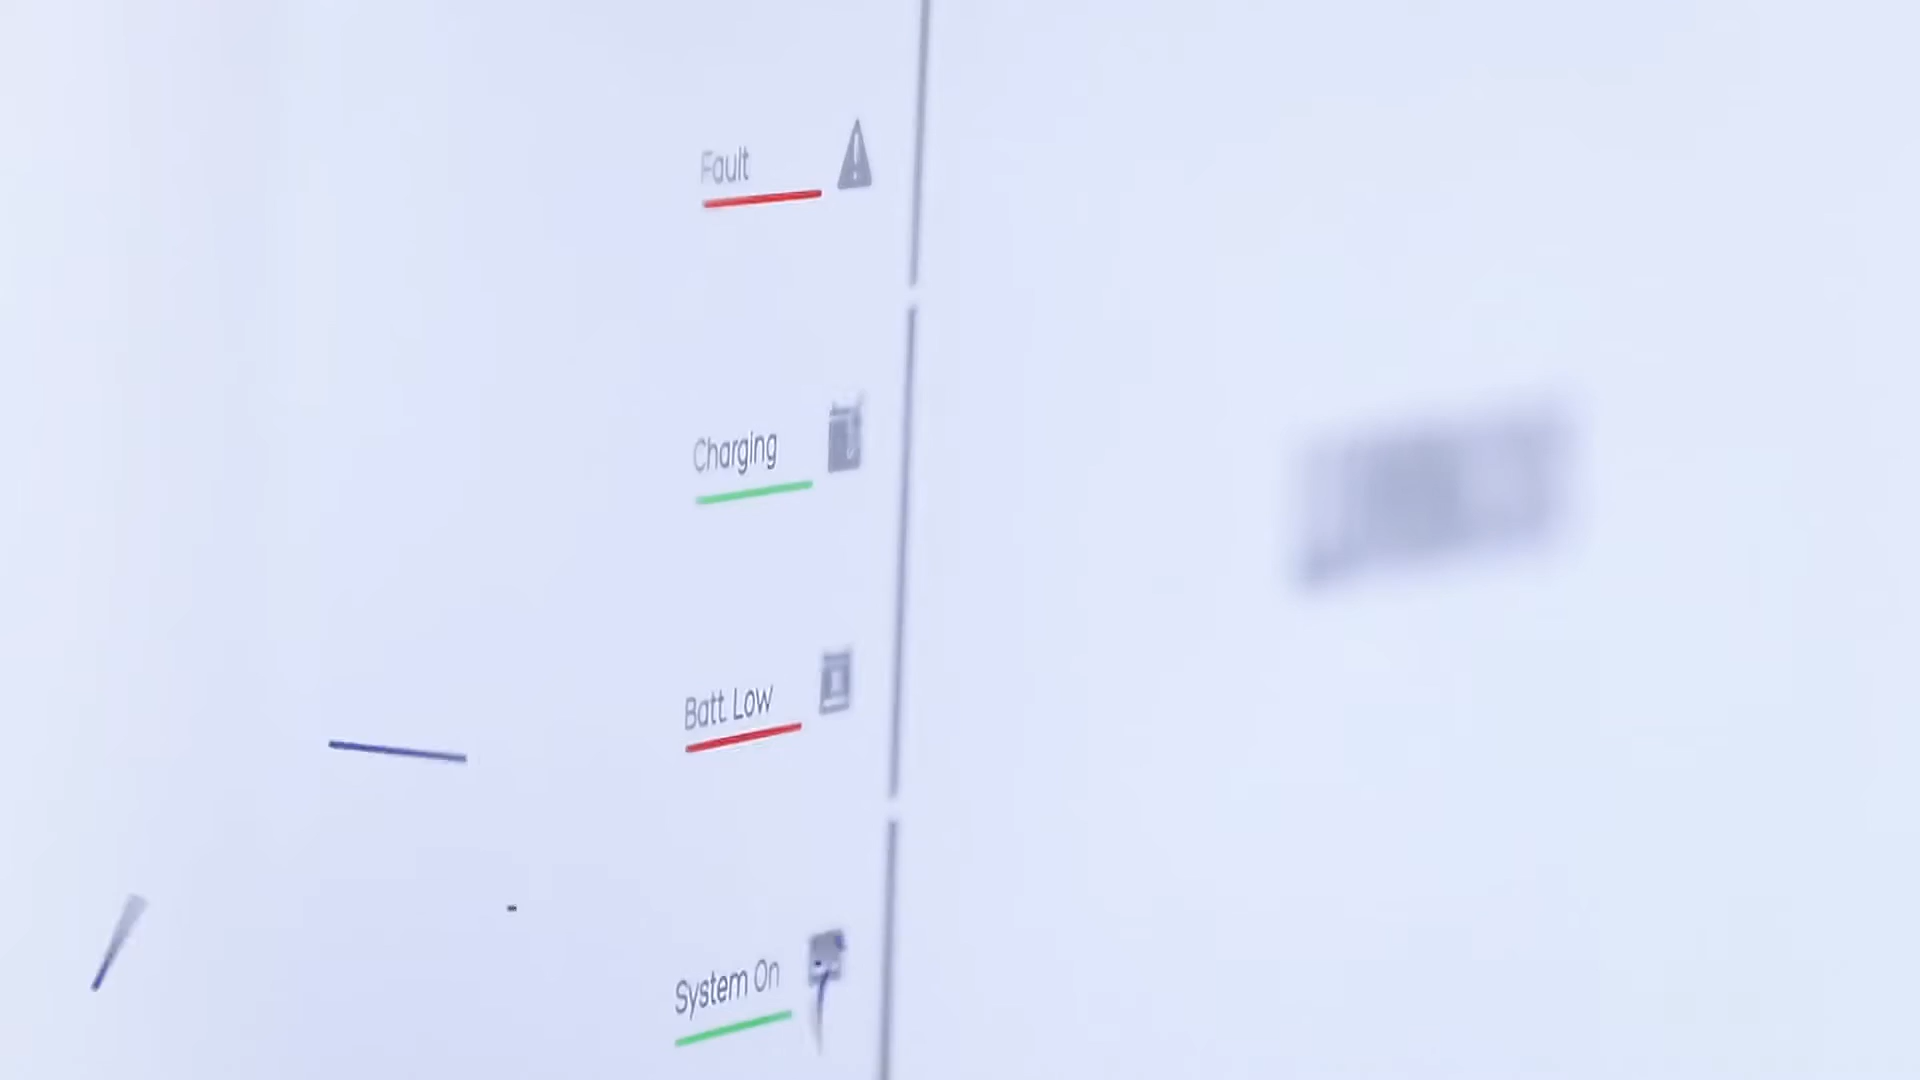 Fault
Charging
Batt. Low
System On